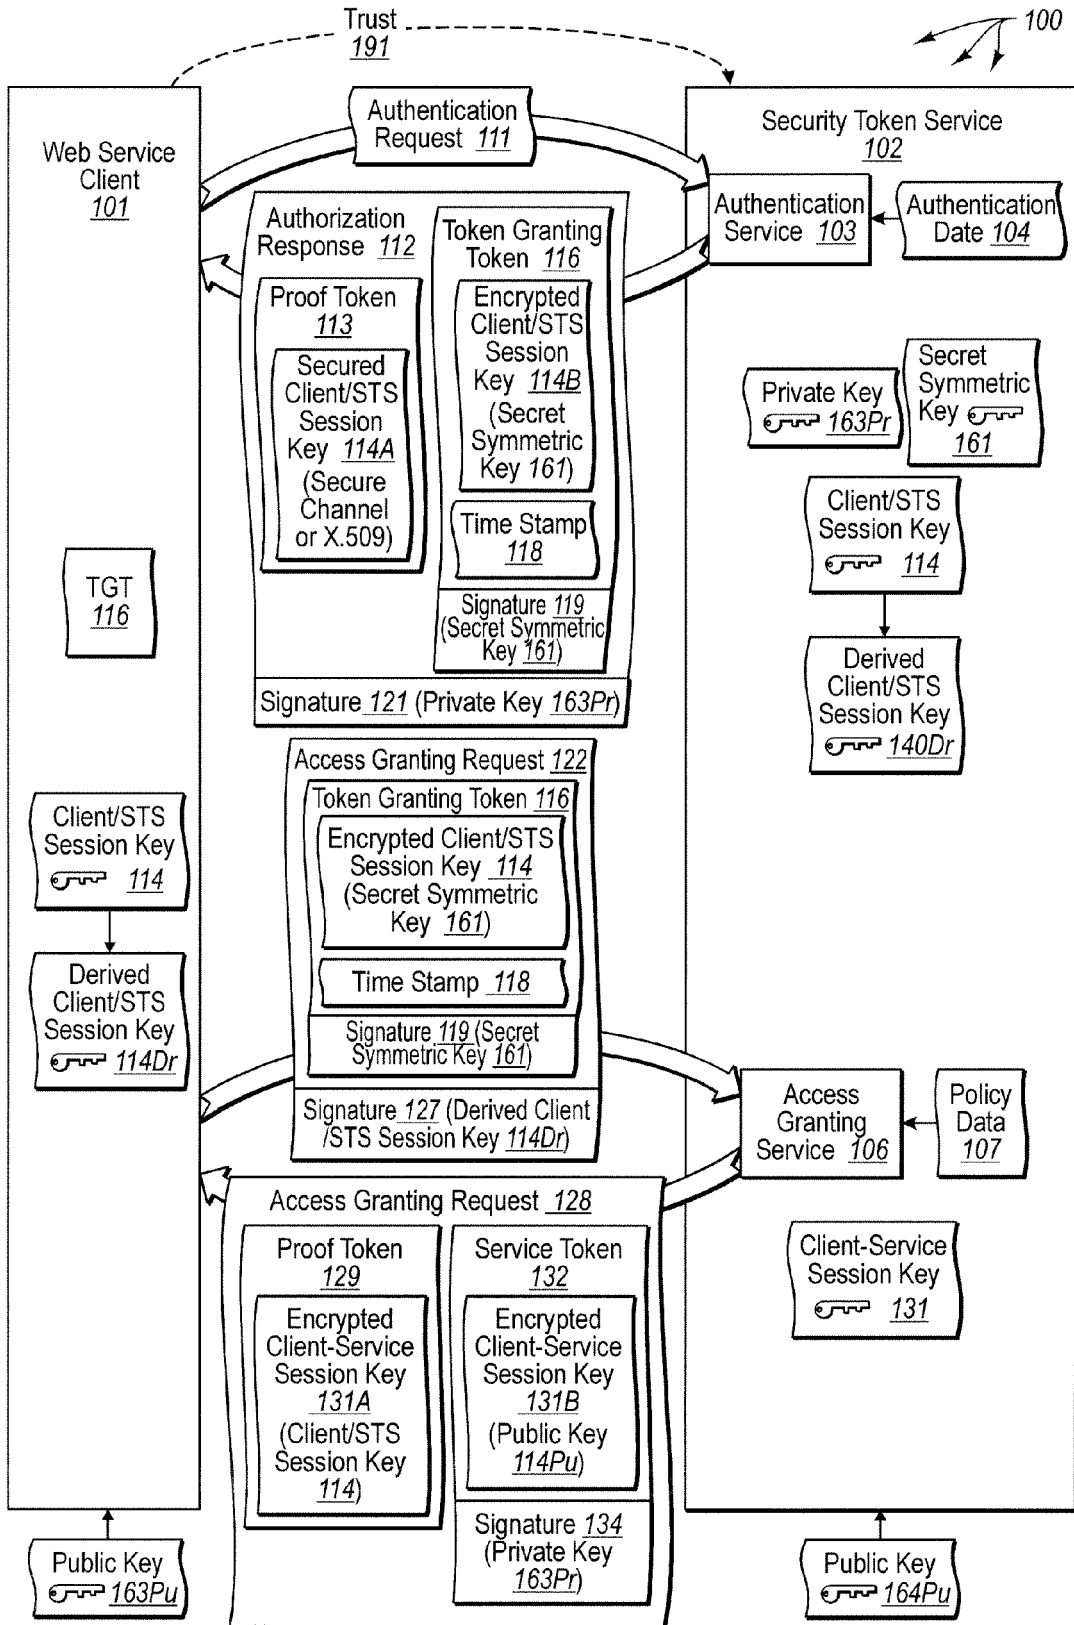 Trust
191
100
Web Service
Client
101
Authentication
Request 111
Security Token Service
102
Authentication
Service 103
Authentication
Date 104
Authorization
Response 112
Proof Token
113
Secured
Client/STS
Session
Key 114A
(Secure
Channel
or X.509)
Token Granting
Token 116
Encrypted
Client/STS
Session
Key 114B
(Secret
Symmetric
Key 161)
Time Stamp
118
Signature 119
(Secret Symmetric
Key 161)
Signature 121 (Private Key 163Pr)
Private Key
163Pr
Secret
Symmetric
Key
161
Client/STS
Session Key
114
Derived
Client/STS
Session Key
140Dr
TGT
116
Client/STS
Session Key
114
Derived
Client/STS
Session Key
114Dr
Access Granting Request 122
Token Granting Token 116
Encrypted Client/STS
Session Key 114
(Secret Symmetric
Key 161)
Time Stamp 118
Signature 119 (Secret
Symmetric Key 161)
Signature 127 (Derived Client
/STS Session Key 114Dr)
Access
Granting
Service 106
Policy
Data
107
Access Granting Request 128
Proof Token
129
Encrypted
Client-Service
Session Key
131A
(Client/STS
Session Key
114)
Service Token
132
Encrypted
Client-Service
Session Key
131B
(Public Key
114Pu)
Signature 134
(Private Key
163Pr)
Client-Service
Session Key
131
Public Key
163Pu
Public Key
164Pu